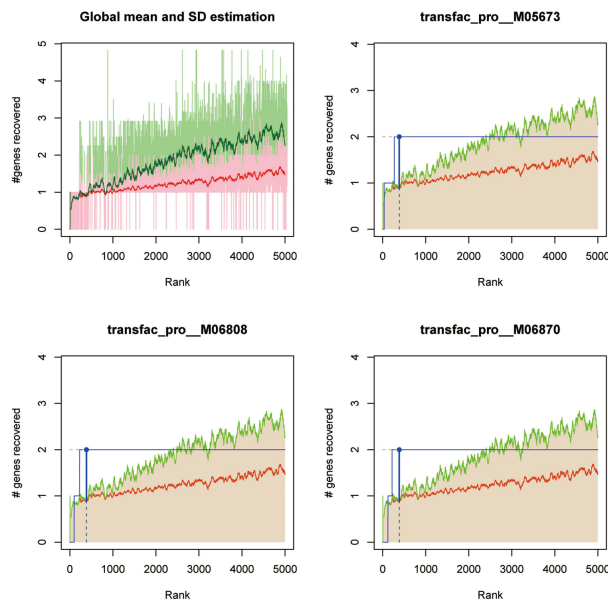 Global mean and SD estimation
#genes recovered
5
4
3
2
1
0
0 1000 2000 3000 4000 5000
Rank
transfac_pro__M05673
# genes recovered
4
3
2
1
0
0 1000 2000 3000 4000 5000
Rank
transfac_pro__M06808
# genes recovered
4
3
2
1
0
0 1000 2000 3000 4000 5000
Rank
transfac_pro__M06870
# genes recovered
4
3
2
1
0
0 1000 2000 3000 4000 5000
Rank